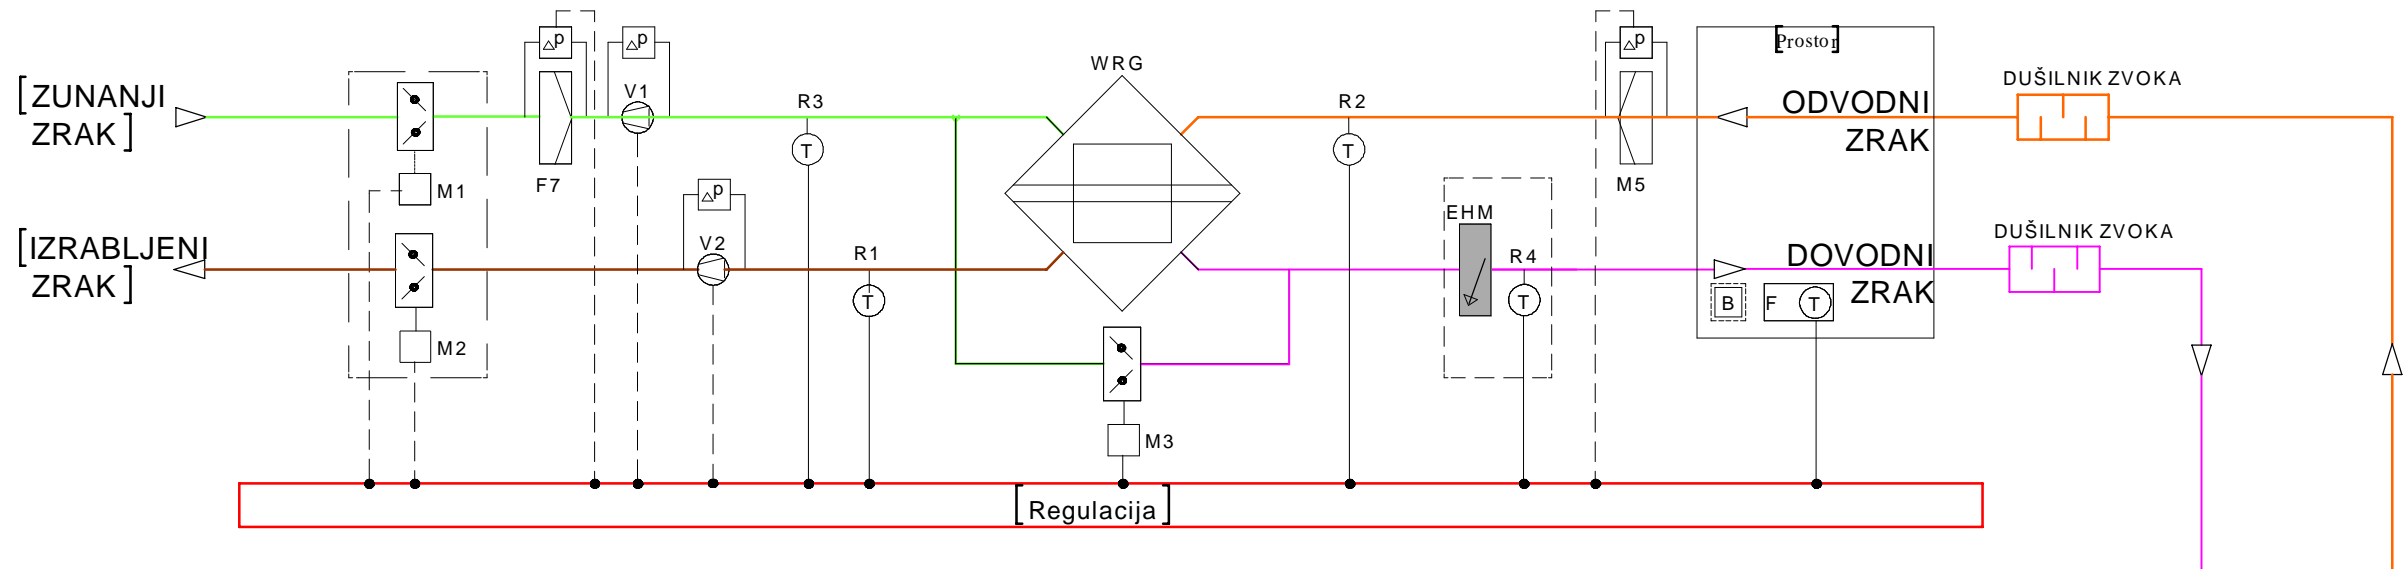 △p
△p
△p
[Prostor]
WRG
DUŠILNIK ZVOKA
[ZUNANJI
ZRAK]
V1
R3
R2
ODVODNI
ZRAK
T
T
F7
M5
M1
△p
EHM
DUŠILNIK ZVOKA
[IZRABLJENI
ZRAK]
V2
R1
R4
DOVODNI
ZRAK
T
T
B
F T
M2
M3
[Regulacija]